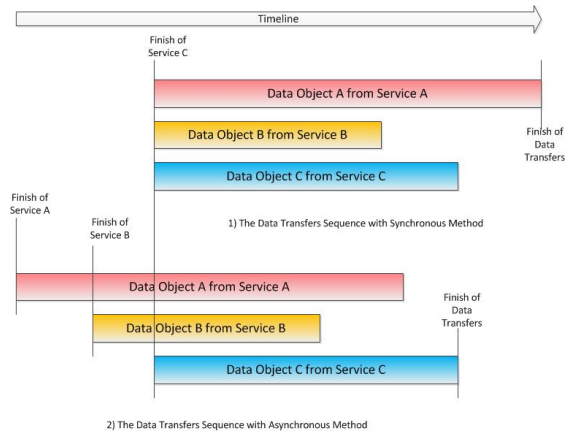 Timeline
Finish of
Service C
Data Object A from Service A
Data Object B from Service B
Finish of
Data
Transfers
Data Object C from Service C
Finish of
Service A
1) The Data Transfers Sequence with Synchronous Method
Finish of
Service B
Data Object A from Service A
Finish of
Data
Transfers
Data Object B from Service B
Data Object C from Service C
2) The Data Transfers Sequence with Asynchronous Method